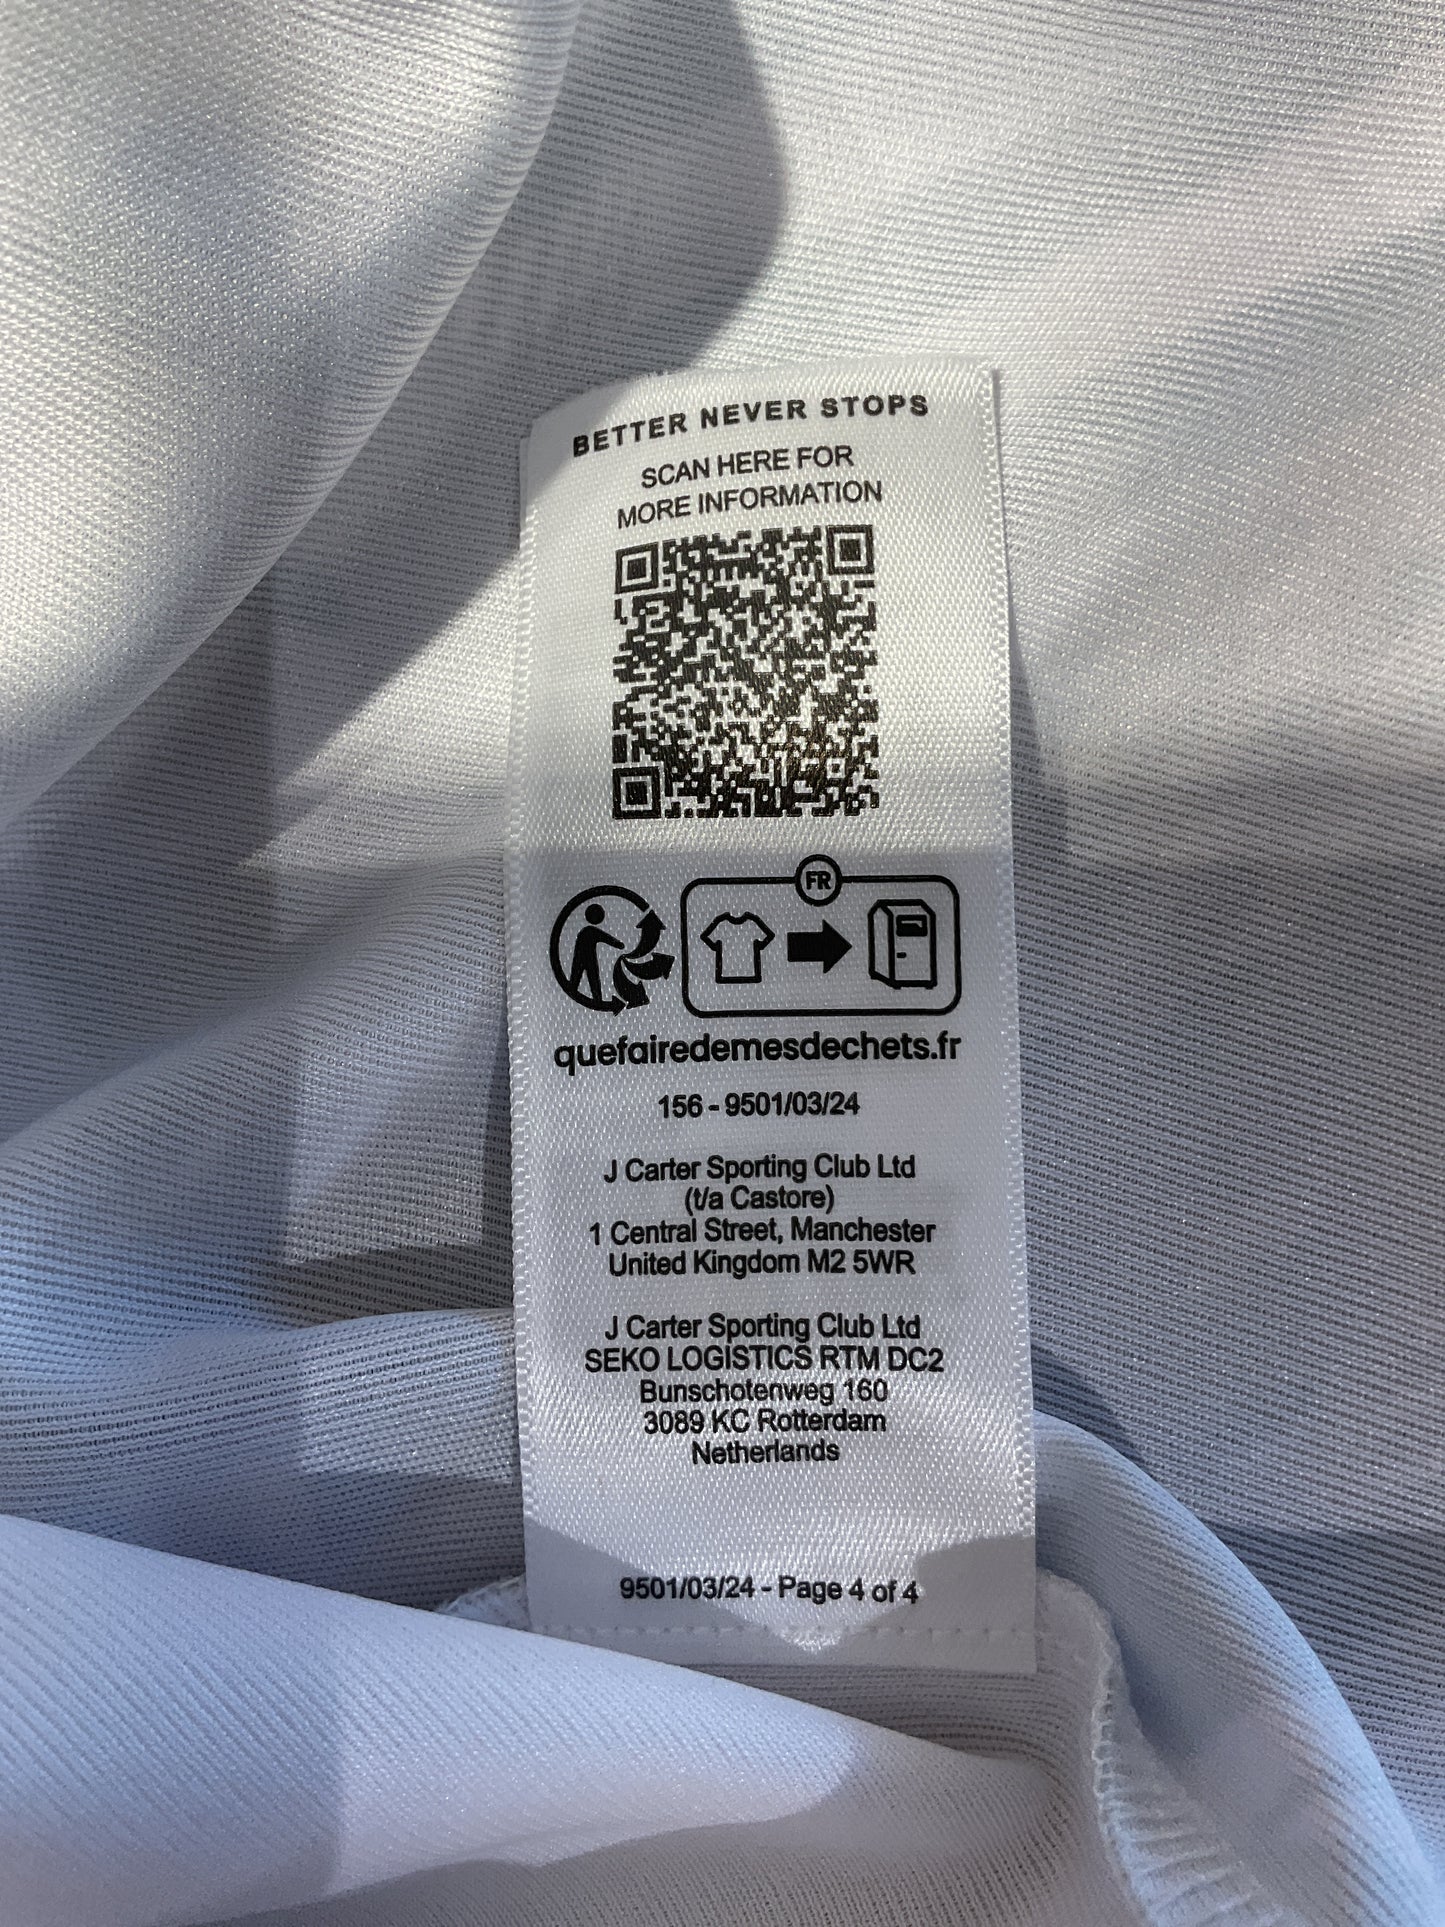 BETTER NEVER STOPS
SCAN HERE FOR
MORE INFORMATION
FR
quefairedemesdechets.fr
156 - 9501/03/24
J Carter Sporting Club Ltd
(t/a Castore)
1 Central Street, Manchester
United Kingdom M2 5WR
J Carter Sporting Club Ltd
SEKO LOGISTICS RTM DC2
Bunschotenweg 160
3089 KC Rotterdam
Netherlands
9501/03/24 - Page 4 of 4